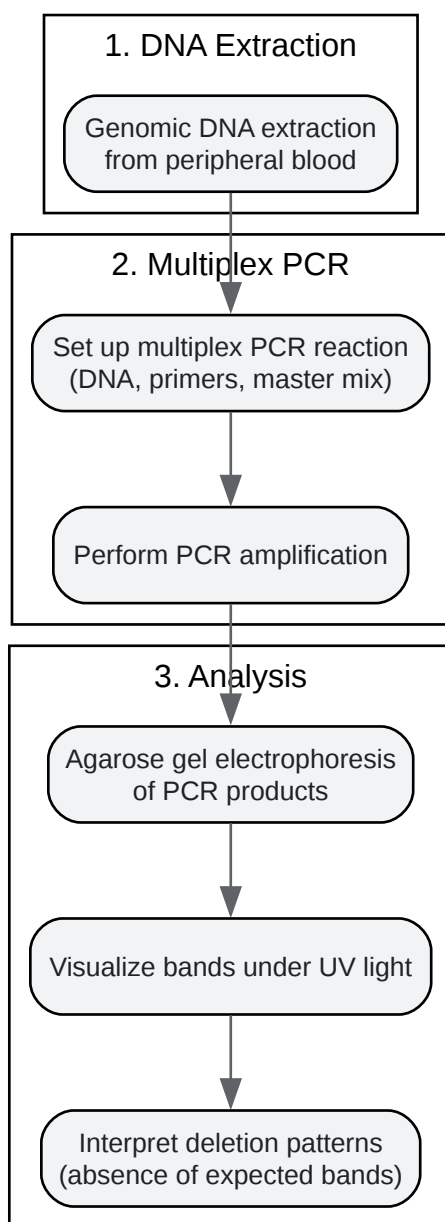 1. DNA Extraction
Genomic DNA extraction
from peripheral blood
2. Multiplex PCR
Set up multiplex PCR reaction
(DNA, primers, master mix)
Perform PCR amplification
3. Analysis
Agarose gel electrophoresis
of PCR products
Visualize bands under UV light
Interpret deletion patterns
(absence of expected bands)